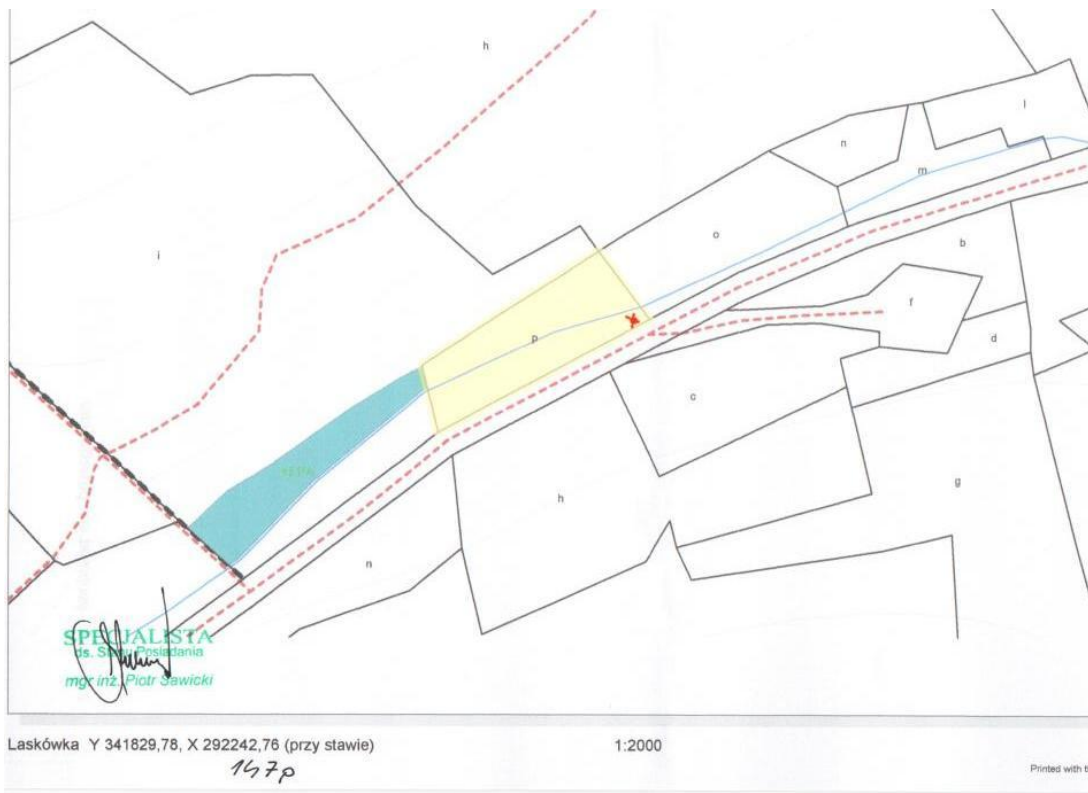 h
l
n
m
i
o
b
f
p
d
c
g
h
n
SPECJALISTA
ds. Stanu Posiadania
mgr inż. Piotr Sawicki
Laskówka Y 341829,78, X 292242,76 (przy stawie)
1:2000
147p
Printed with